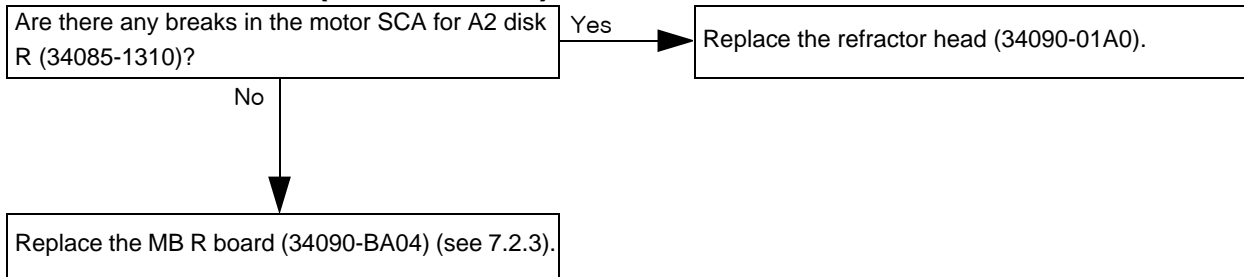 Are there any breaks in the motor SCA for A2 disk
R (34085-1310)?
Yes
Replace the refractor head (34090-01A0).
No
Replace the MB R board (34090-BA04) (see 7.2.3).